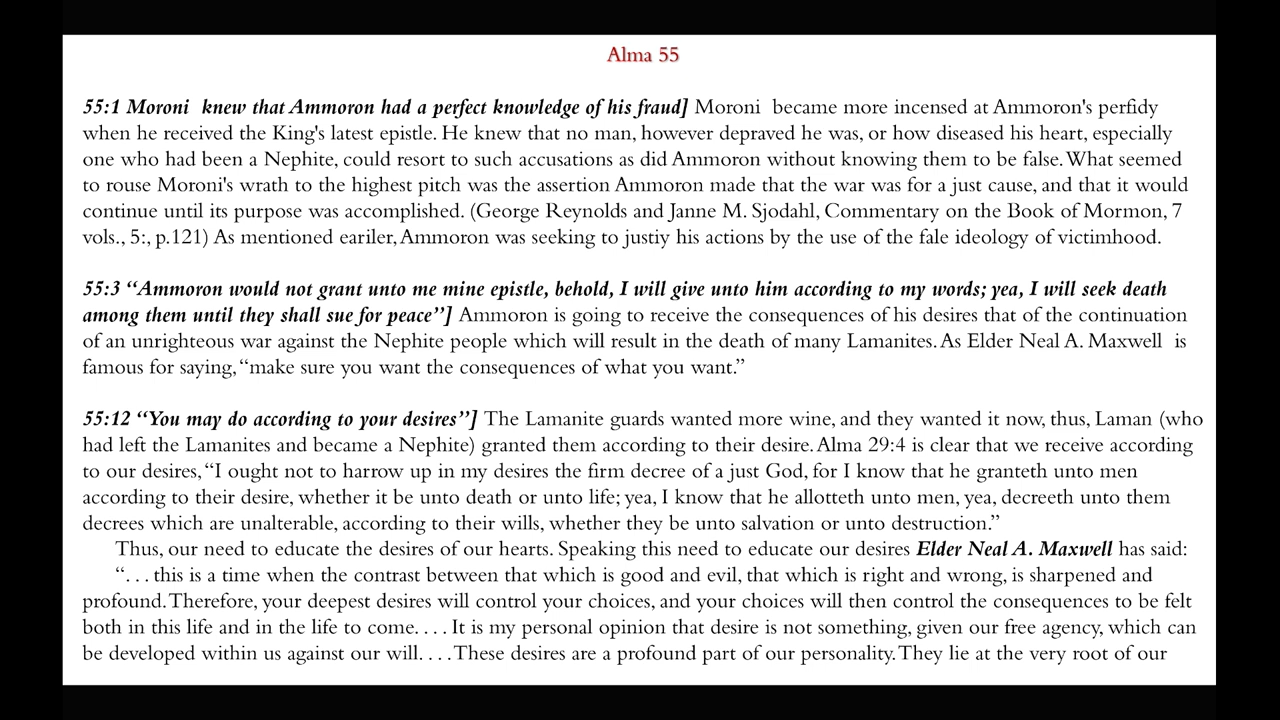 Alma 55
55:1 Moroni knew that Ammoron had a perfect knowledge of his fraud] Moroni became more incensed at Ammoron's perfidy
when he received the King's latest epistle. He knew that no man, however depraved he was, or how diseased his heart, especially
one who had been a Nephite, could resort to such accusations as did Ammoron without knowing them to be false. What seemed
to rouse Moroni's wrath to the highest pitch was the assertion Ammoron made that the war was for a just cause, and that it would
continue until its purpose was accomplished. (George Reynolds and Janne M. Sjodahl, Commentary on the Book of Mormon, 7
vols., 5:, p.121) As mentioned eariler, Ammoron was seeking to justiy his actions by the use of the fale ideology of victimhood.
55:3 “Ammoron would not grant unto me mine epistle, behold, I will give unto him according to my words; yea, I will seek death
among them until they shall sue for peace”] Ammoron is going to receive the consequences of his desires that of the continuation
of an unrighteous war against the Nephite people which will result in the death of many Lamanites. As Elder Neal A. Maxwell is
famous for saying, “make sure you want the consequences of what you want.”
55:12 “You may do according to your desires”] The Lamanite guards wanted more wine, and they wanted it now, thus, Laman (who
had left the Lamanites and became a Nephite) granted them according to their desire. Alma 29:4 is clear that we receive according
to our desires, “I ought not to harrow up in my desires the firm decree of a just God, for I know that he granteth unto men
according to their desire, whether it be unto death or unto life; yea, I know that he allotteth unto men, yea, decreeth unto them
decrees which are unalterable, according to their wills, whether they be unto salvation or unto destruction.”
Thus, our need to educate the desires of our hearts. Speaking this need to educate our desires Elder Neal A. Maxwell has said:
“. . . this is a time when the contrast between that which is good and evil, that which is right and wrong, is sharpened and
profound. Therefore, your deepest desires will control your choices, and your choices will then control the consequences to be felt
both in this life and in the life to come. . . . It is my personal opinion that desire is not something, given our free agency, which can
be developed within us against our will. . . . These desires are a profound part of our personality. They lie at the very root of our